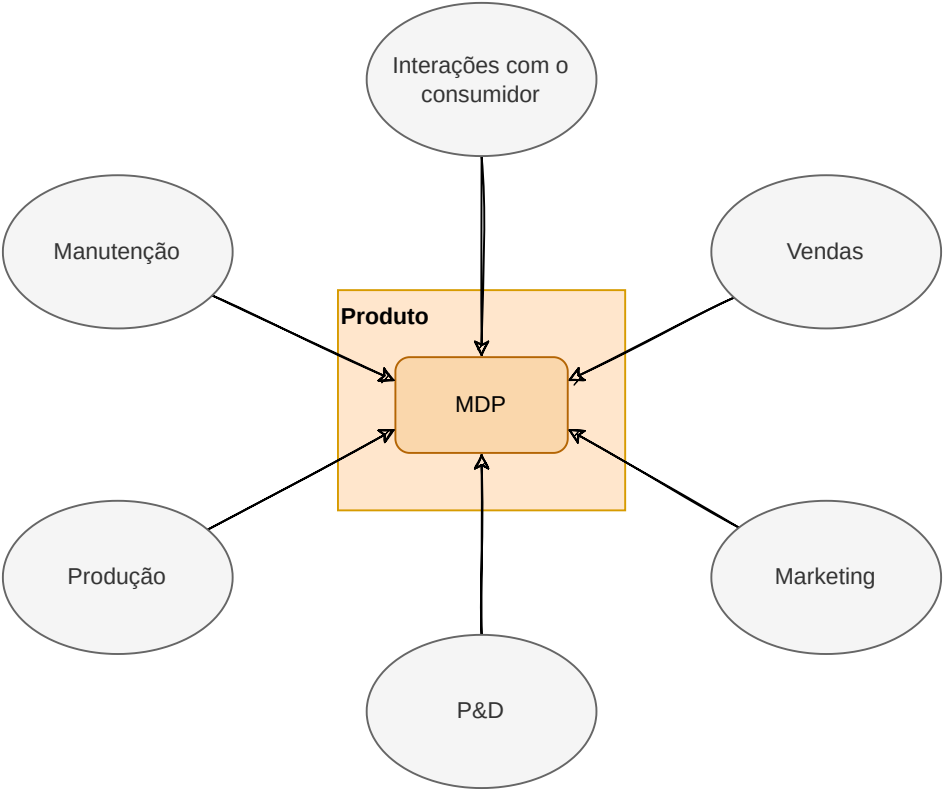 Interações com o
consumidor
Manutenção
Vendas
Produto
MDP
Produção
Marketing
P&D